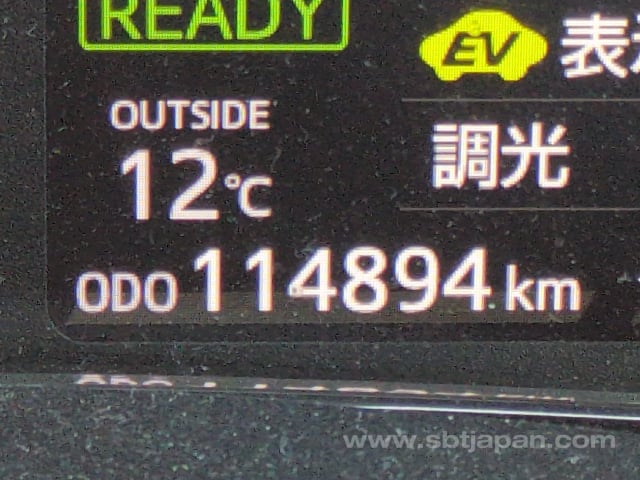 READY
EV 表示
OUTSIDE
12℃
調光
ODO 114894 km
www.sbtjapan.com